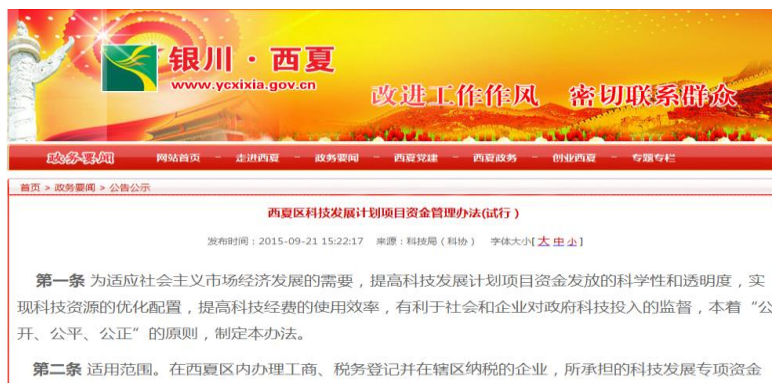 银川·西夏
www.ycxixia.gov.cn
改进工作作风 密切联系群众
政务要闻 网站首页 - 走进西夏 - 政务要闻 - 西夏党建 - 西夏政务 - 创业西夏 - 专题专栏
首页 > 政务要闻 > 公告公示
西夏区科技发展计划项目资金管理办法(试行)
发布时间:2015-09-21 15:22:17 来源:科技局(科协) 字体大小[ 大 中 小 ]
第一条 为适应社会主义市场经济发展的需要,提高科技发展计划项目资金发放的科学性和透明度,实
现科技资源的优化配置,提高科技经费的使用效率,有利于社会和企业对政府科技投入的监督,本着“公
开、公平、公正”的原则,制定本办法。
第二条 适用范围。在西夏区内办理工商、税务登记并在辖区纳税的企业,所承担的科技发展专项资金